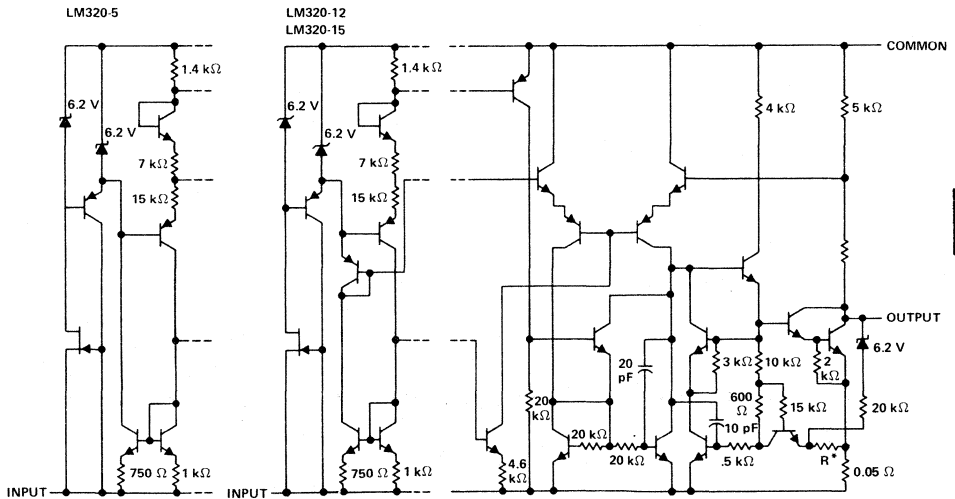 LM320-5
LM320-12
LM320-15
COMMON
1.4 kΩ
1.4 kΩ
6.2 V
6.2 V
6.2 V
6.2 V
4 kΩ
5 kΩ
7 kΩ
7 kΩ
15 kΩ
15 kΩ
OUTPUT
6.2 V
20
pF
3 kΩ
10 kΩ
2
kΩ
20
kΩ
600
Ω
15 kΩ
20 kΩ
10 pF
20 kΩ
20 kΩ
.5 kΩ
R*
0.05 Ω
750 Ω
1 kΩ
750 Ω
1 kΩ
4.6
kΩ
INPUT
INPUT